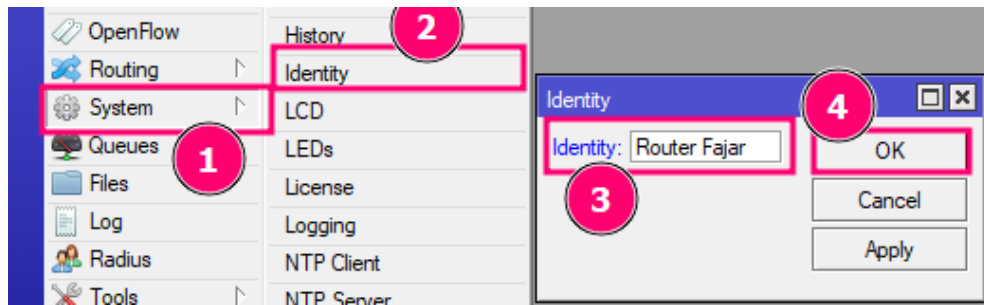 OpenFlow
Routing
System
Queues
Files
Log
Radius
Tools
1
History
2
Identity
LCD
LEDs
License
Logging
NTP Client
NTP Server
Identity
Identity: Router Fajar
3
4
OK
Cancel
Apply